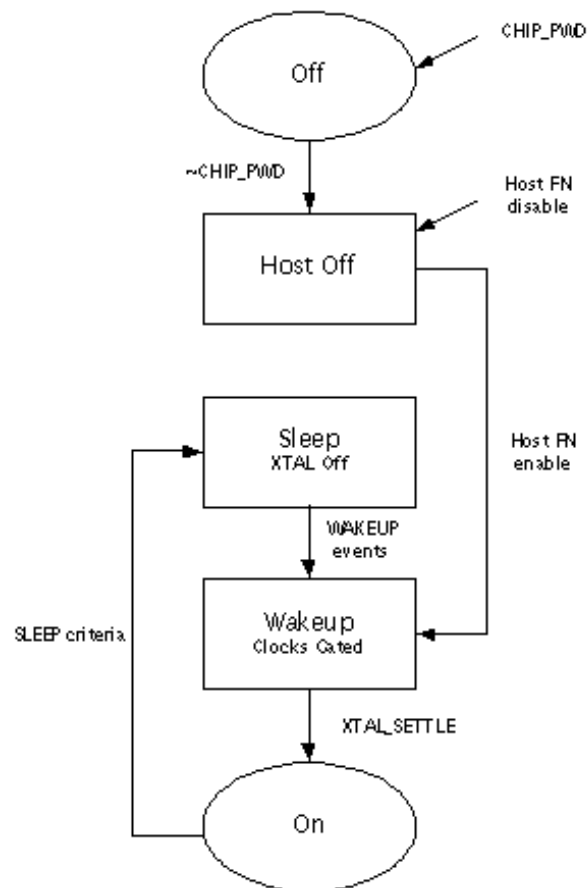 CHIP_PWD
Off
~CHIP_PWD
Host FN
disable
Host Off
Sleep
XTAL Off
Host FN
enable
WAKEUP
events
Wakeup
Clocks Gated
SLEEP criteria
XTAL_SETTLE
On